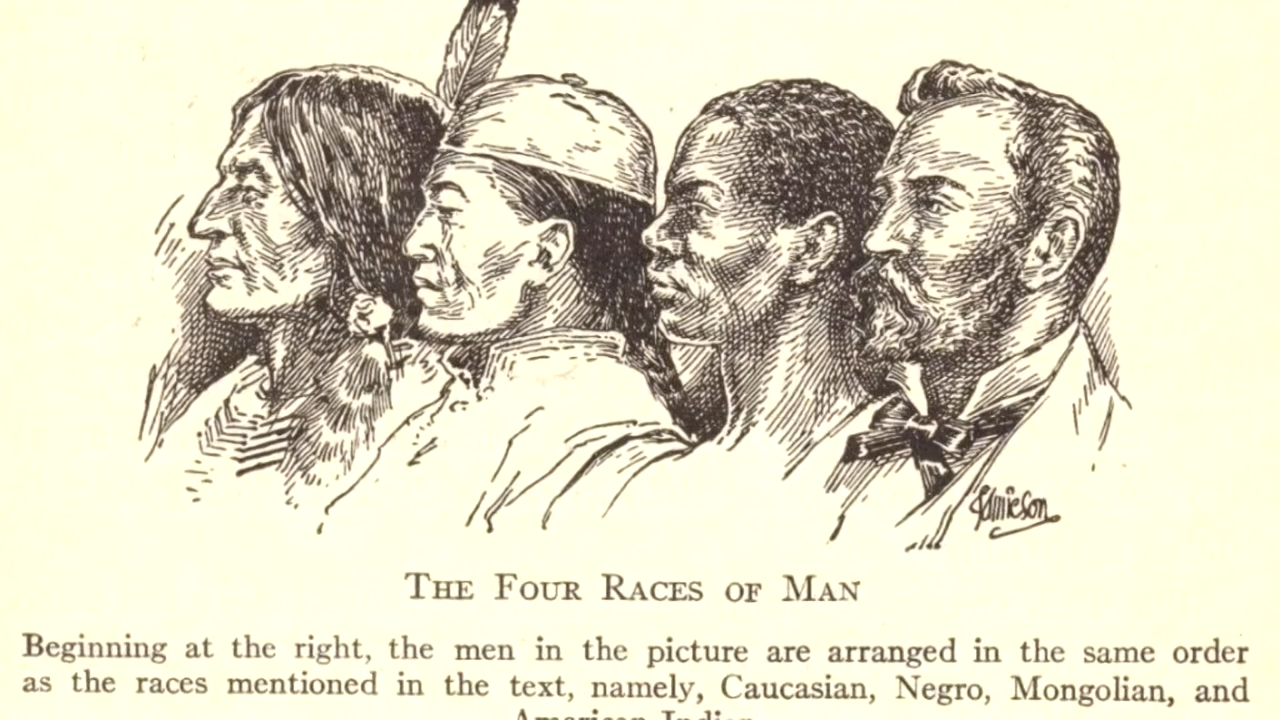 Jamieson
THE FOUR RACES OF MAN
Beginning at the right, the men in the picture are arranged in the same order
as the races mentioned in the text, namely, Caucasian, Negro, Mongolian, and
American Indian